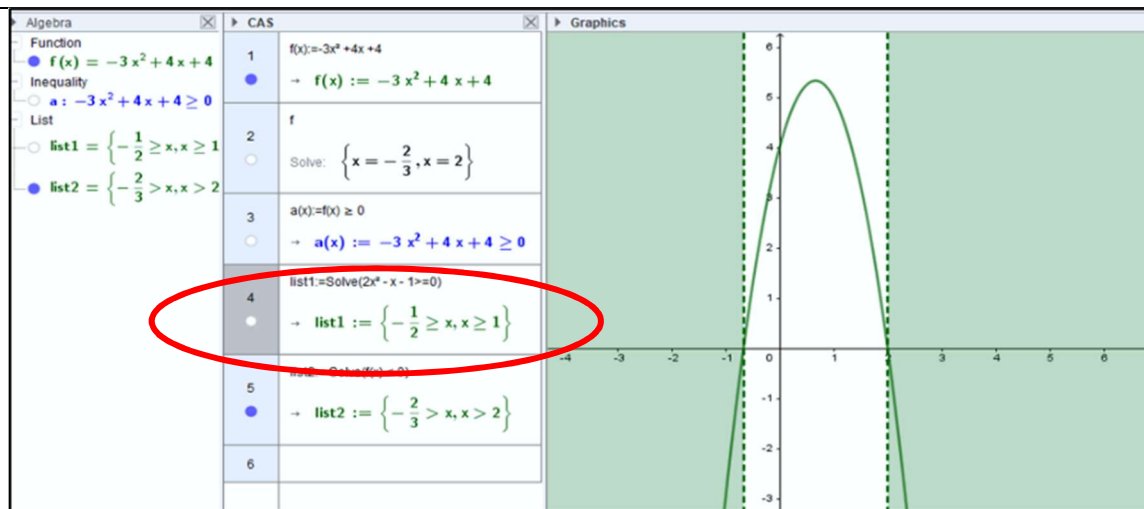 Algebra
Function
f(x) = −3 x² + 4 x + 4
Inequality
a : −3 x² + 4 x + 4 ≥ 0
List
list1 = {−1/2 ≥ x, x ≥ 1
list2 = {−2/3 > x, x > 2
CAS
1
f(x):=-3x² +4x +4
→ f(x) := −3 x² + 4 x + 4
2
f
Solve: {x = −2/3, x = 2}
3
a(x):=f(x) ≥ 0
→ a(x) := −3 x² + 4 x + 4 ≥ 0
4
list1:=Solve(2x² - x - 1>=0)
→ list1 := {−1/2 ≥ x, x ≥ 1}
5
→ list2 := {−2/3 > x, x > 2}
6
Graphics
6
5
4
3
2
1
-4 -3 -2 -1 0 1 2 3 4 5 6
-1
-2
-3